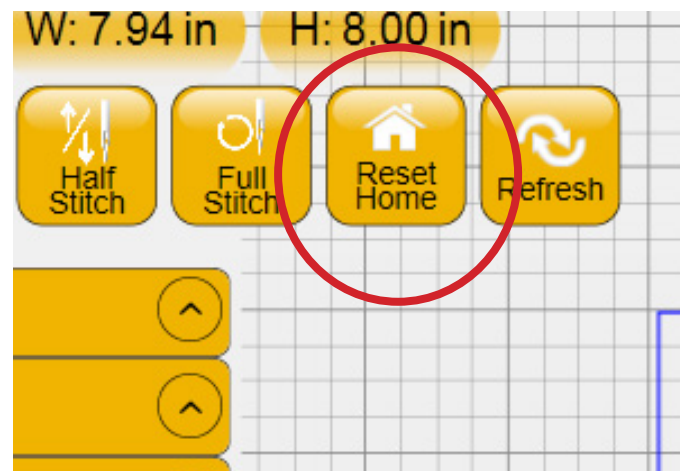 W: 7.94 in H: 8.00 in
Half Stitch
Full Stitch
Reset Home
Refresh